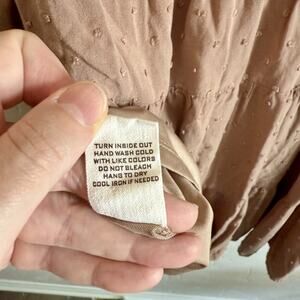 TURN INSIDE OUT
HAND WASH COLD
WITH LIKE COLORS
DO NOT BLEACH
HANG TO DRY
COOL IRON IF NEEDED